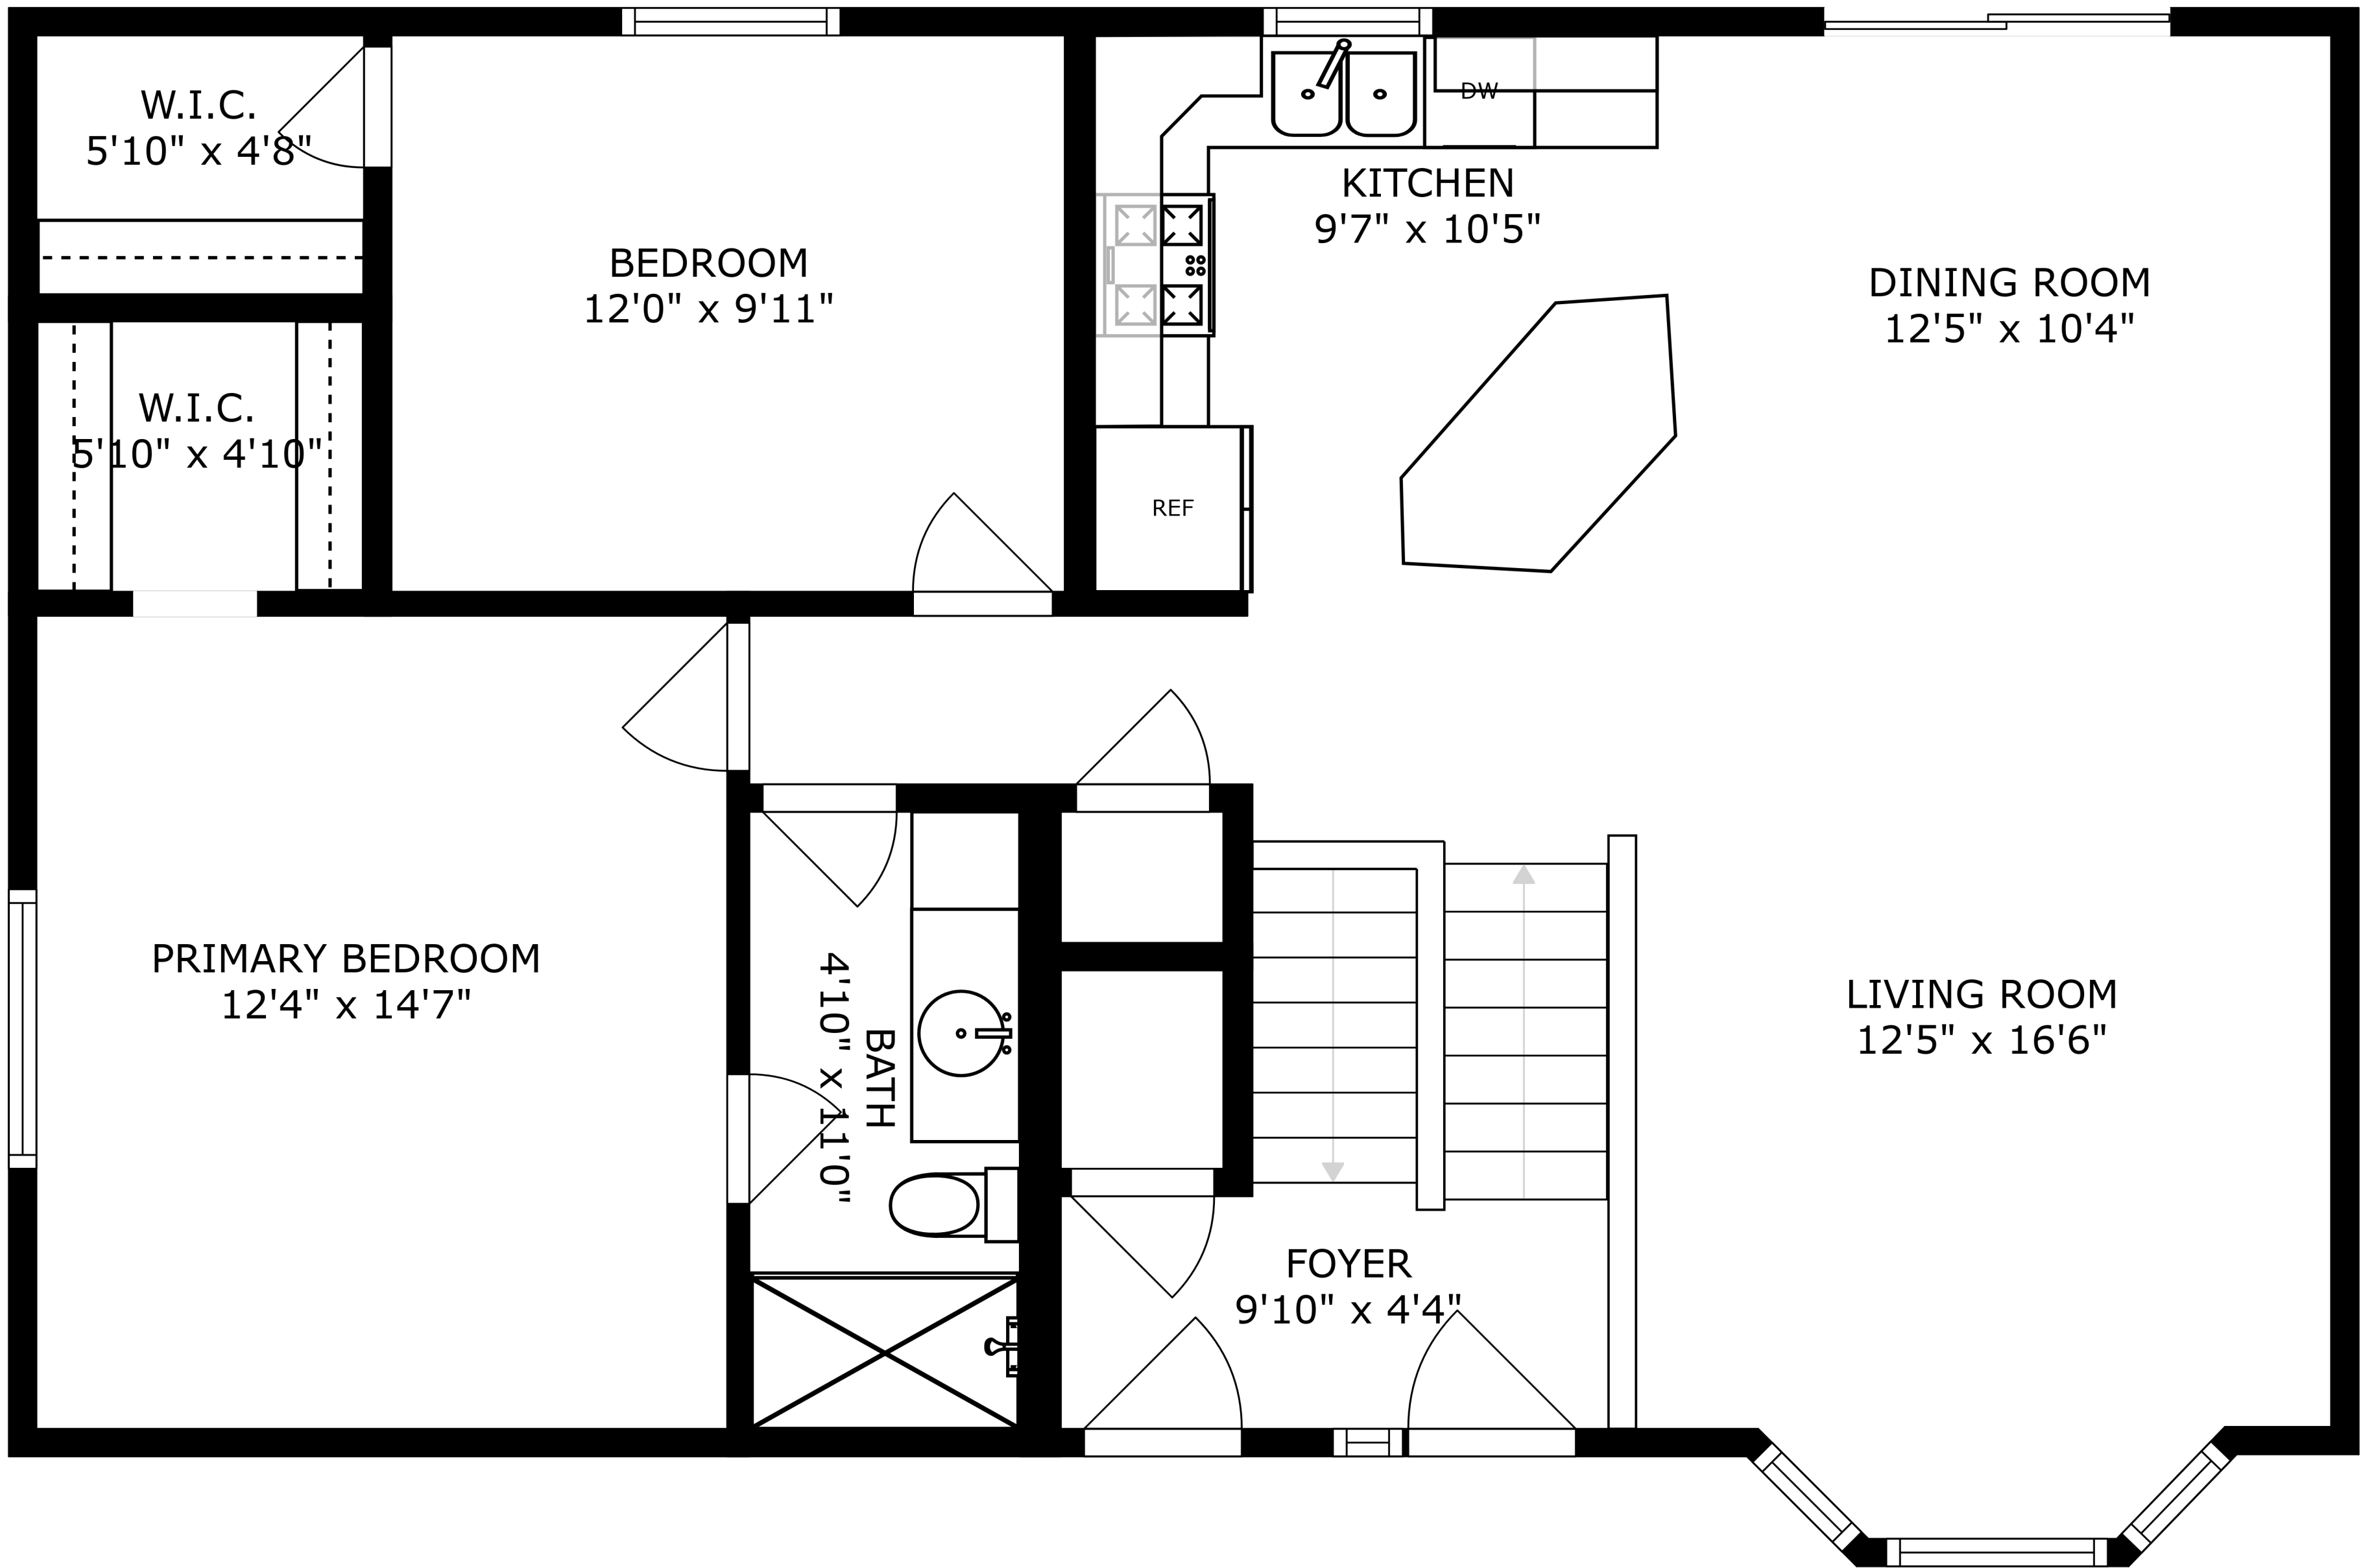 W.I.C.
5'10" x 4'8"
BEDROOM
12'0" x 9'11"
DW
KITCHEN
9'7" x 10'5"
DINING ROOM
12'5" x 10'4"
W.I.C.
5'10" x 4'10"
REF
PRIMARY BEDROOM
12'4" x 14'7"
BATH
4'10" x 11'0"
LIVING ROOM
12'5" x 16'6"
FOYER
9'10" x 4'4"